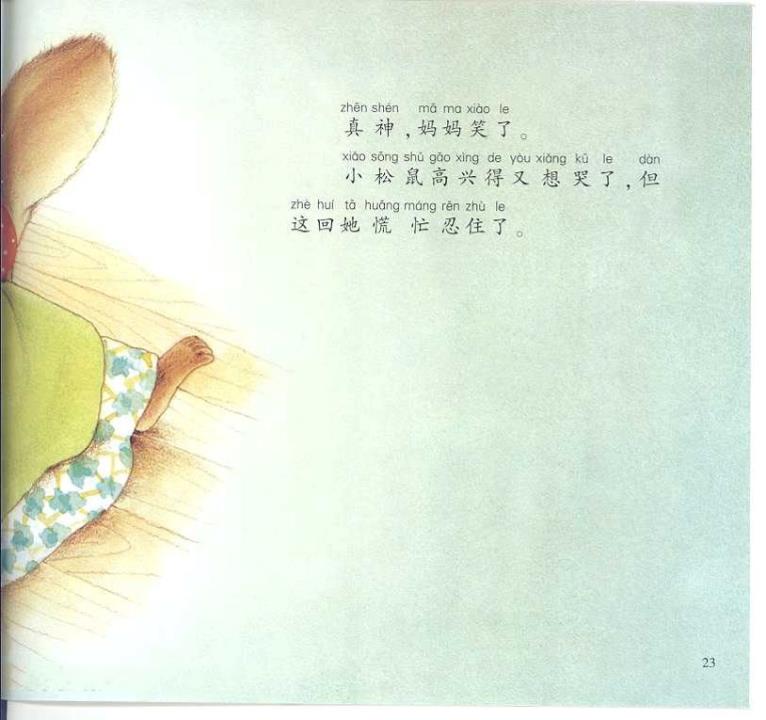 zhēn shén mā ma xiào le
真神，妈妈笑了。
xiǎo sōng shǔ gāo xìng de yòu xiǎng kū le dàn
小松鼠高兴得又想哭了，但
zhè huí tā huāng máng rěn zhù le
这回她慌忙忍住了。
23